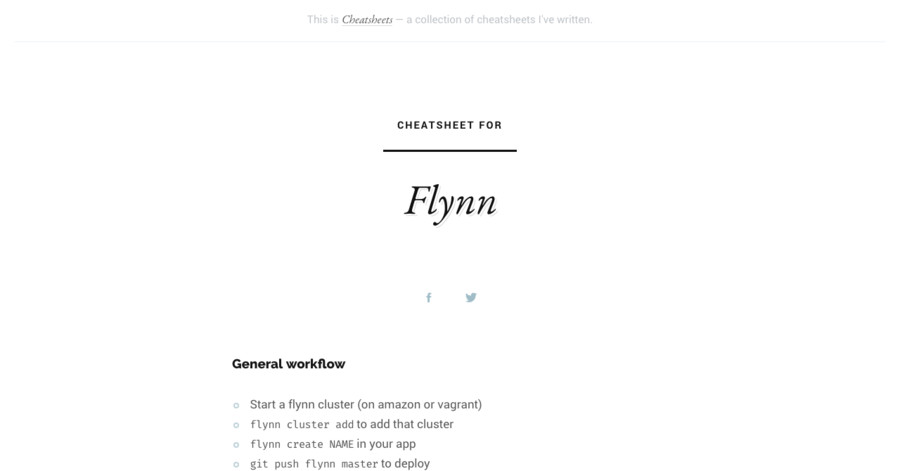 This is Cheatsheets — a collection of cheatsheets I've written.
CHEATSHEET FOR
Flynn
General workflow
Start a flynn cluster (on amazon or vagrant)
flynn cluster add to add that cluster
flynn create NAME in your app
git push flynn master to deploy